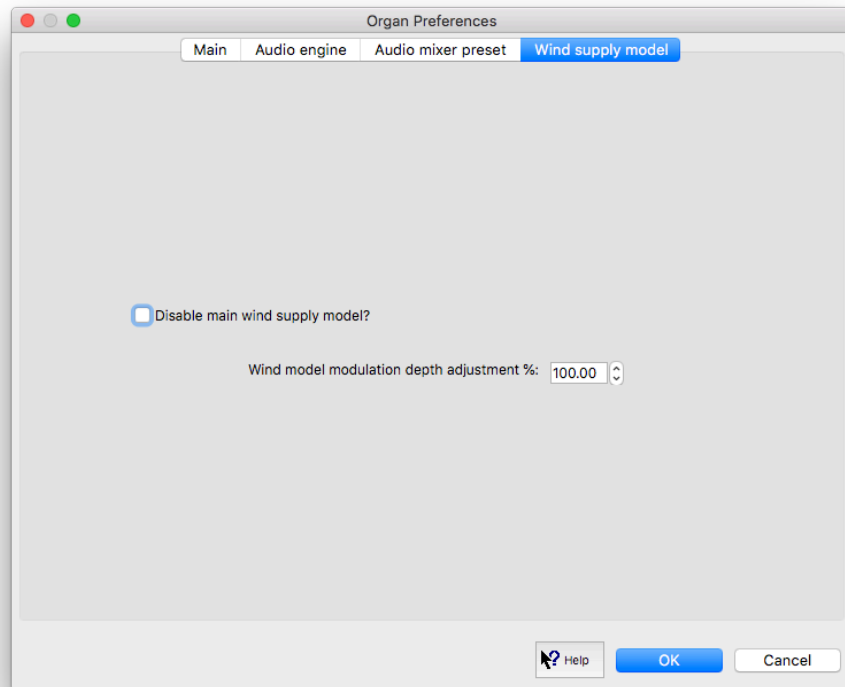 Organ Preferences
Main Audio engine Audio mixer preset Wind supply model
Disable main wind supply model?
Wind model modulation depth adjustment %: 100.00
? Help OK Cancel